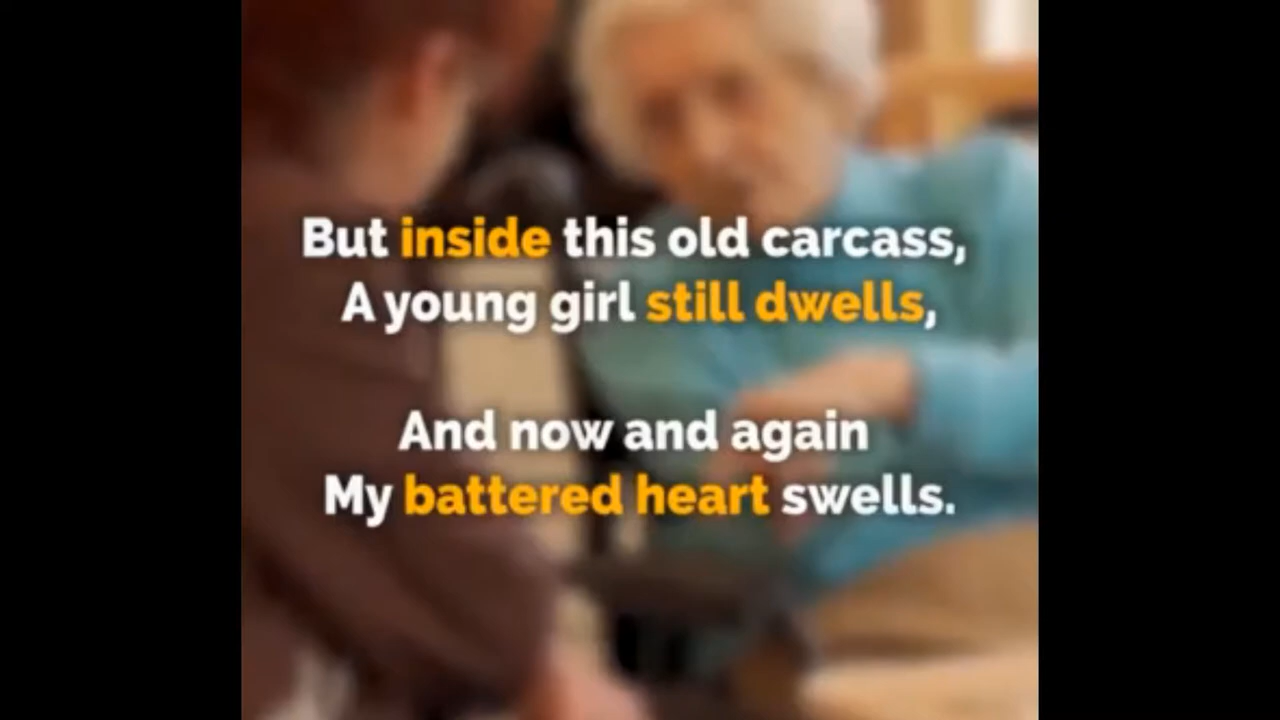 But inside this old carcass,
A young girl still dwells,
And now and again
My battered heart swells.